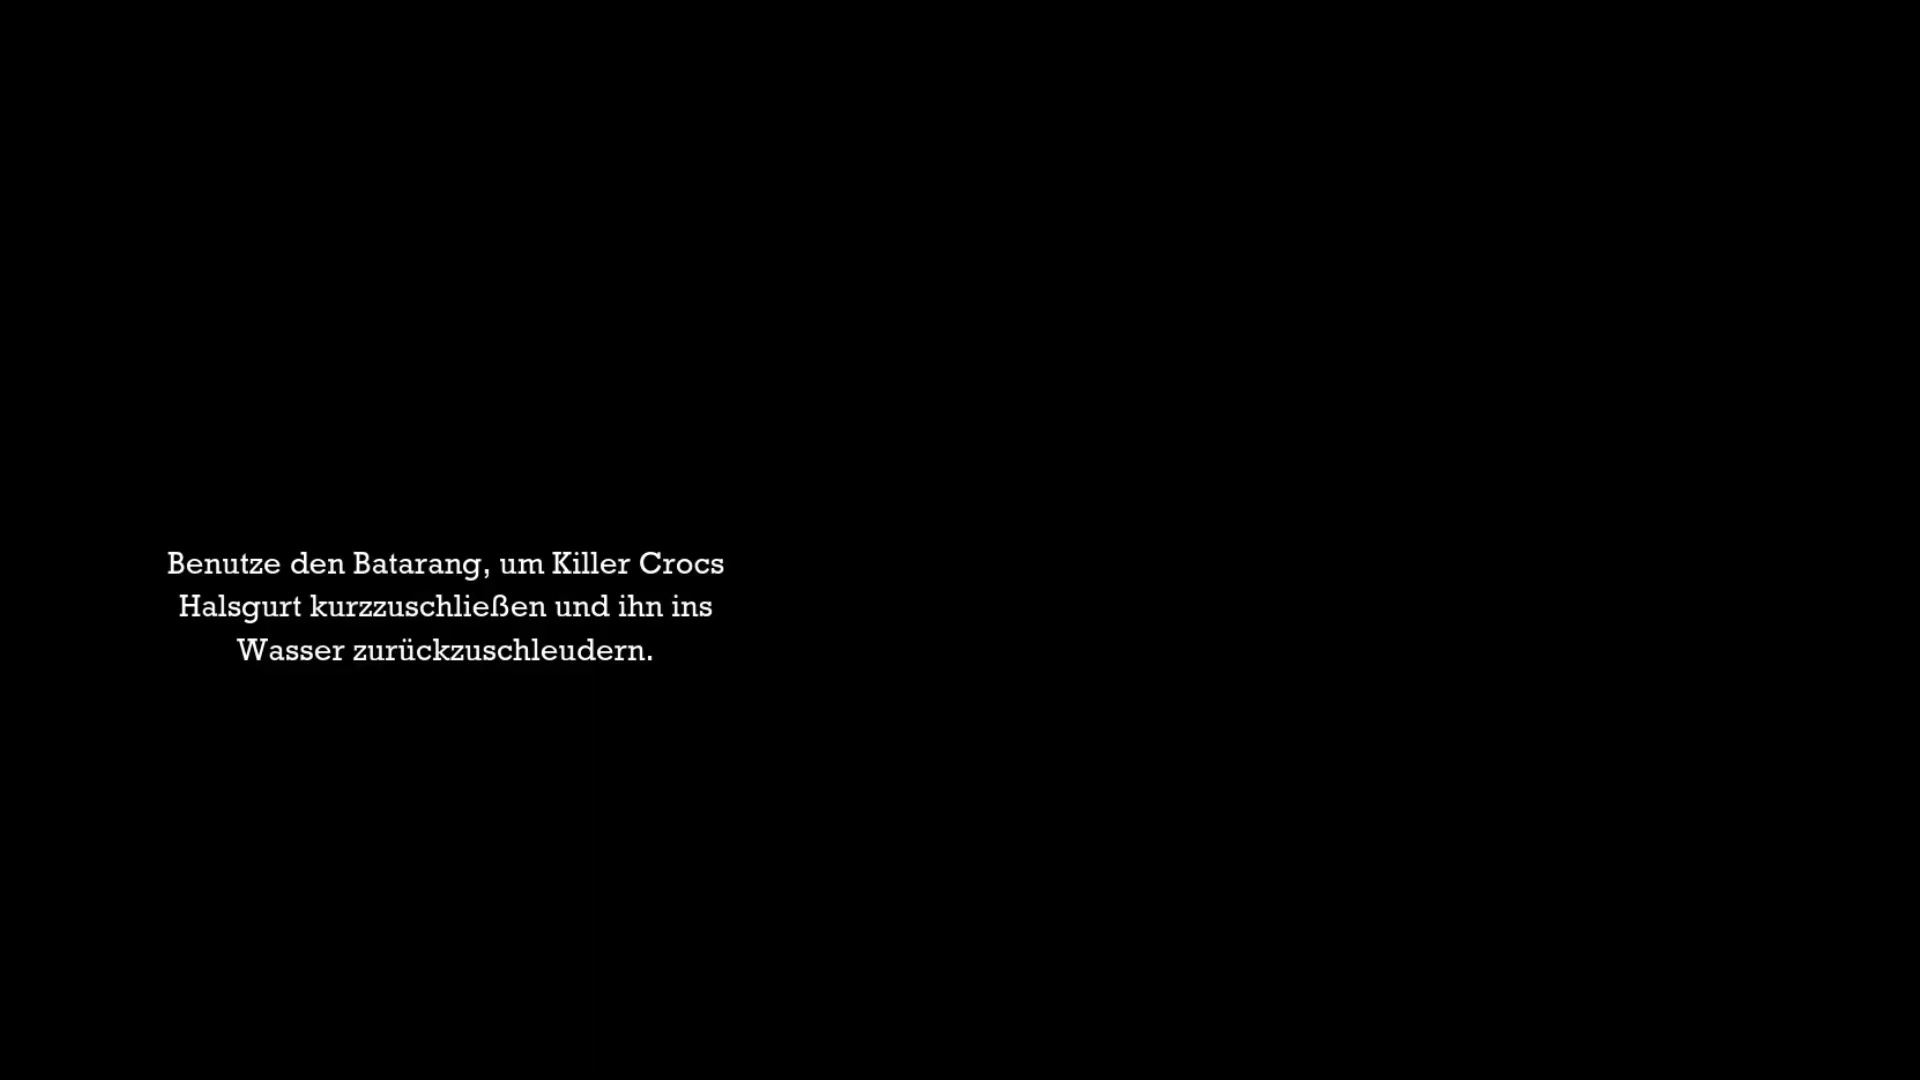 Benutze den Batarang, um Killer Crocs
Halsgurt kurzzuschließen und ihn ins
Wasser zurückzuschleudern.